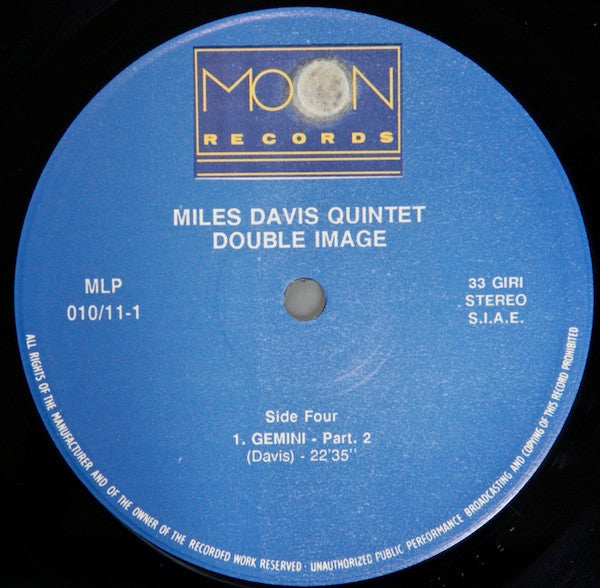 MOON
RECORDS
MILES DAVIS QUINTET
DOUBLE IMAGE
MLP
010/11-1
33 GIRI
STEREO
S.I.A.E.
Side Four
1. GEMINI - Part. 2
(Davis) - 22'35"
ALL RIGHTS OF THE MANUFACTURER AND OF THE OWNER OF THE RECORDED WORK RESERVED · UNAUTHORIZED PUBLIC PERFORMANCE BROADCASTING AND COPYING OF THIS RECORD PROHIBITED